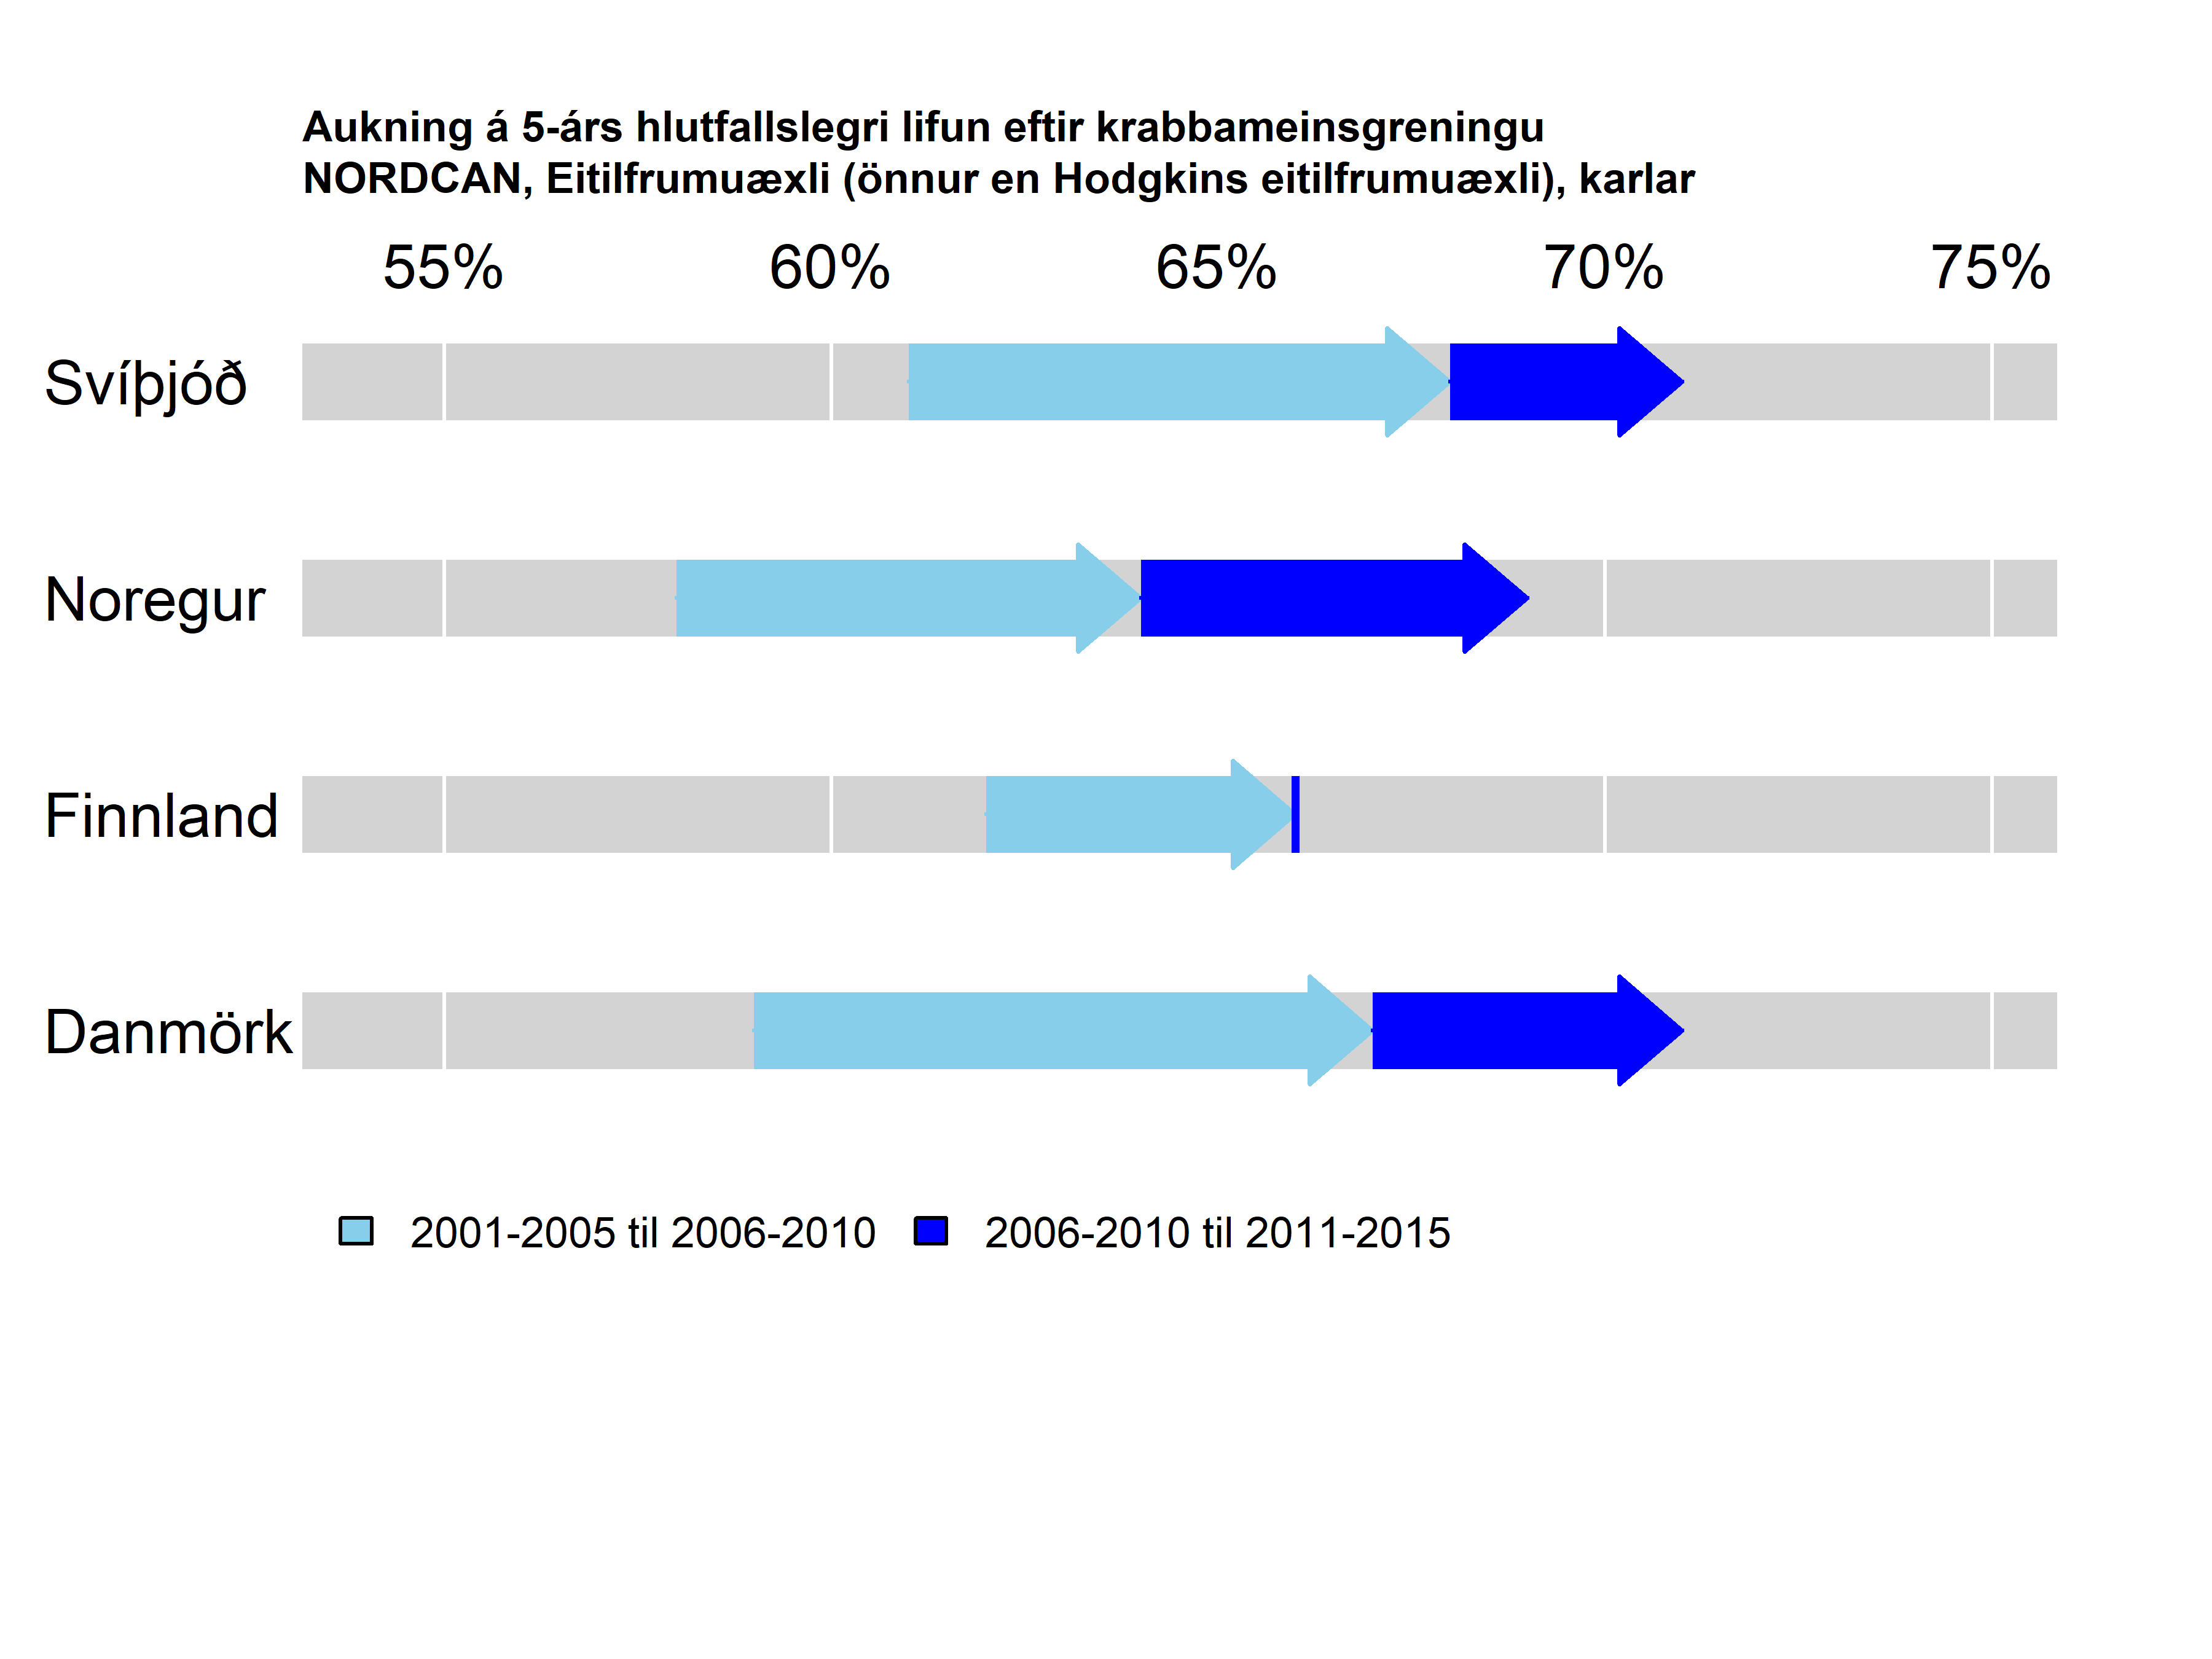 Aukning á 5-árs hlutfallslegri lifun eftir krabbameinsgreningu
NORDCAN, Eitilfrumuæxli (önnur en Hodgkins eitilfrumuæxli), karlar
55% 60% 65% 70% 75%
Svíþjóð
Noregur
Finnland
Danmörk
2001-2005 til 2006-2010 2006-2010 til 2011-2015